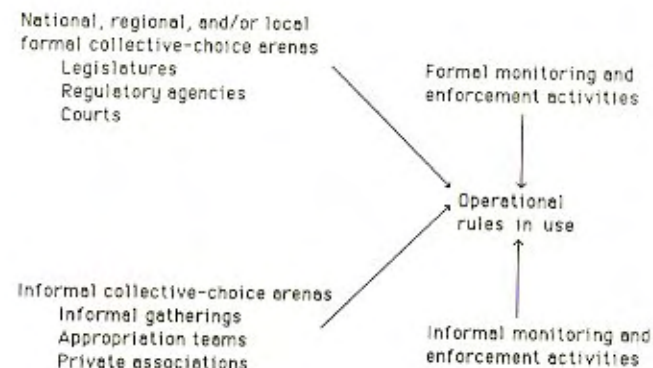 National, regional, and/or local
formal collective-choice arenas
Legislatures
Regulatory agencies
Courts
Formal monitoring and
enforcement activities
Operational
rules in use
Informal collective-choice arenas
Informal gatherings
Appropriation teams
Private associations
Informal monitoring and
enforcement activities